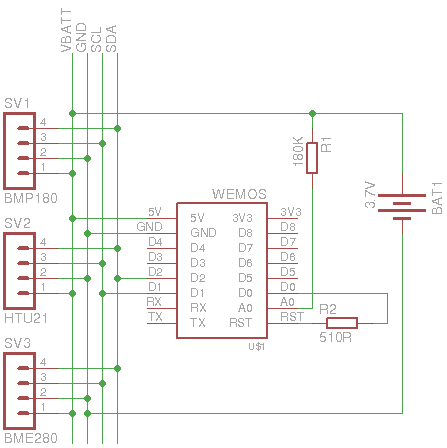 VBATT
GND
SCL
SDA
SV1
4
3
2
1
BMP180
SV2
4
3
2
1
HTU21
SV3
4
3
2
1
BME280
WEMOS
5V 5V 3V3 3V3
GND GND D8 D8
D4 D4 D7 D7
D3 D3 D6 D6
D2 D2 D5 D5
D1 D1 D0 D0
RX RX A0 A0
TX TX RST RST
U$1
180K
R1
R2
510R
3.7V
BAT1